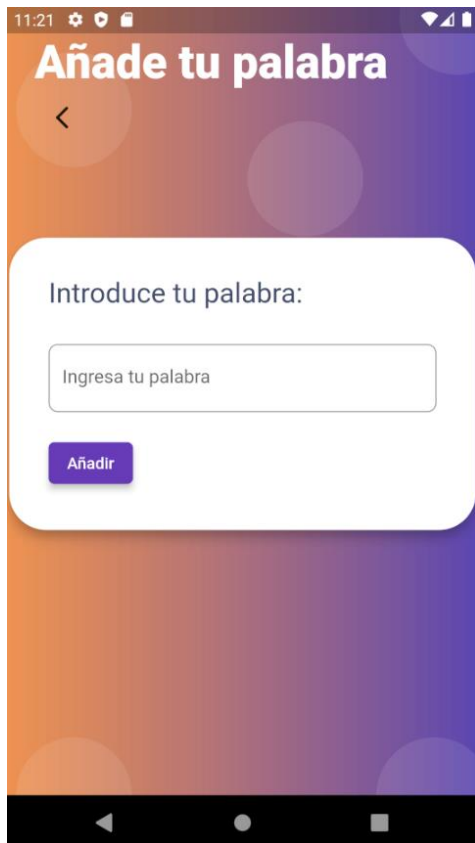 11:21
Añade tu palabra
Introduce tu palabra:
Ingresa tu palabra
Añadir